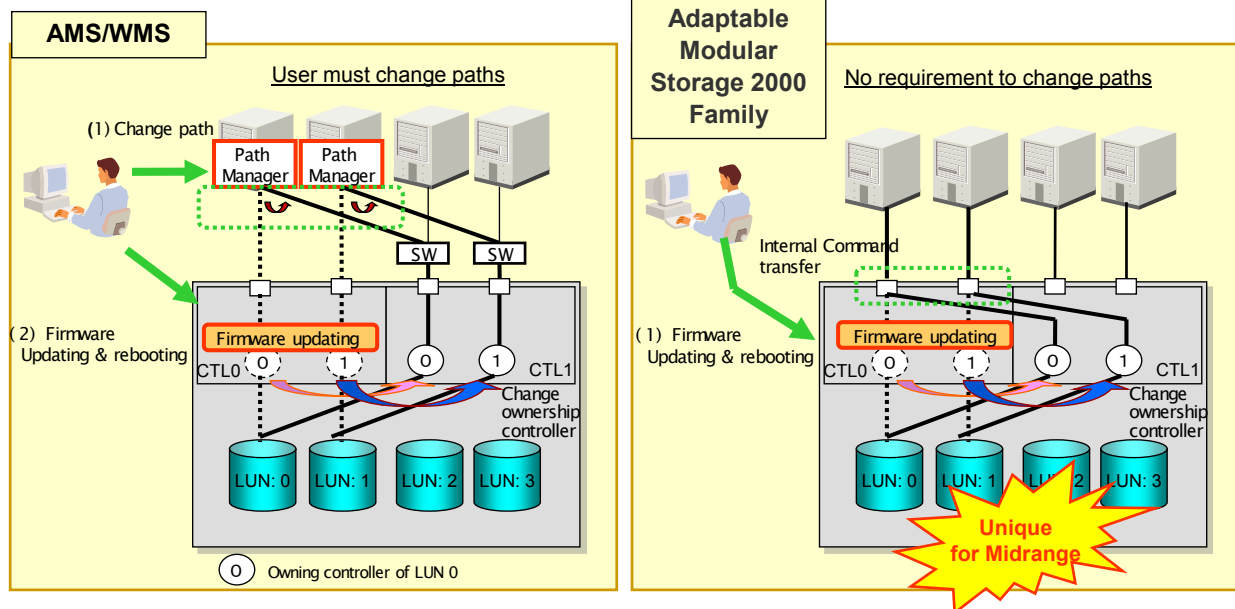 AMS/WMS
User must change paths
(1) Change path
Path
Manager
Path
Manager
SW
SW
(2) Firmware
Updating & rebooting
Firmware updating
0
1
0
1
CTL0
CTL1
Change
ownership
controller
LUN: 0
LUN: 1
LUN: 2
LUN: 3
0
Owning controller of LUN 0
Adaptable
Modular
Storage 2000
Family
No requirement to change paths
Internal Command
transfer
(1) Firmware
Updating & rebooting
Firmware updating
0
1
0
1
CTL0
CTL1
Change
ownership
controller
LUN: 0
LUN: 1
LUN: 2
LUN: 3
Unique
for Midrange